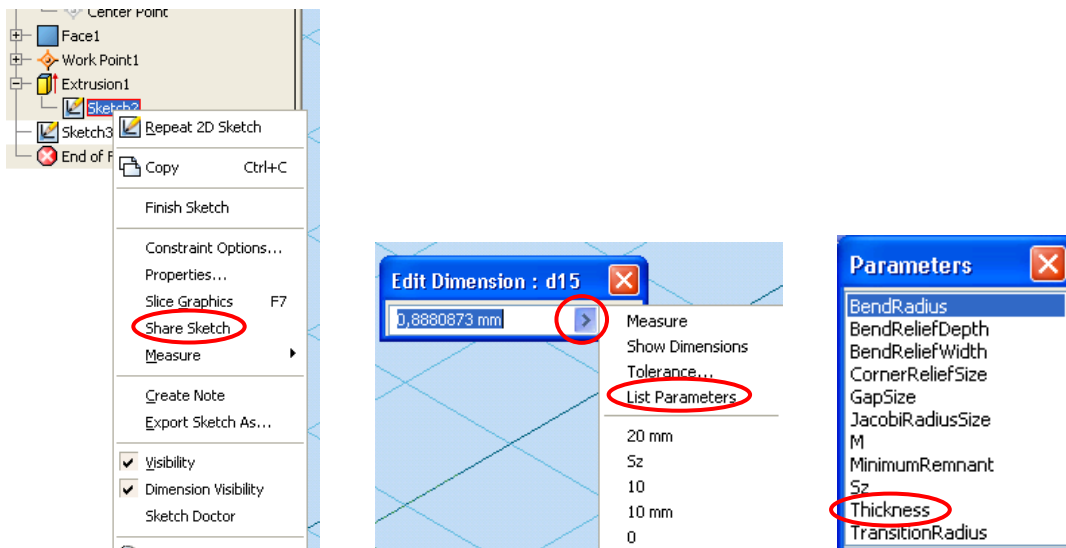 Center Point
Face1
Work Point1
Extrusion1
Sketch2
Sketch3
End of
Repeat 2D Sketch
Copy Ctrl+C
Finish Sketch
Constraint Options...
Properties...
Slice Graphics F7
Share Sketch
Measure
Create Note
Export Sketch As...
Visibility
Dimension Visibility
Sketch Doctor
Edit Dimension : d15
0,8880873 mm
Measure
Show Dimensions
Tolerance...
List Parameters
20 mm
Sz
10
10 mm
0
Parameters
BendRadius
BendReliefDepth
BendReliefWidth
CornerReliefSize
GapSize
JacobiRadiusSize
M
MinimumRemnant
Sz
Thickness
TransitionRadius